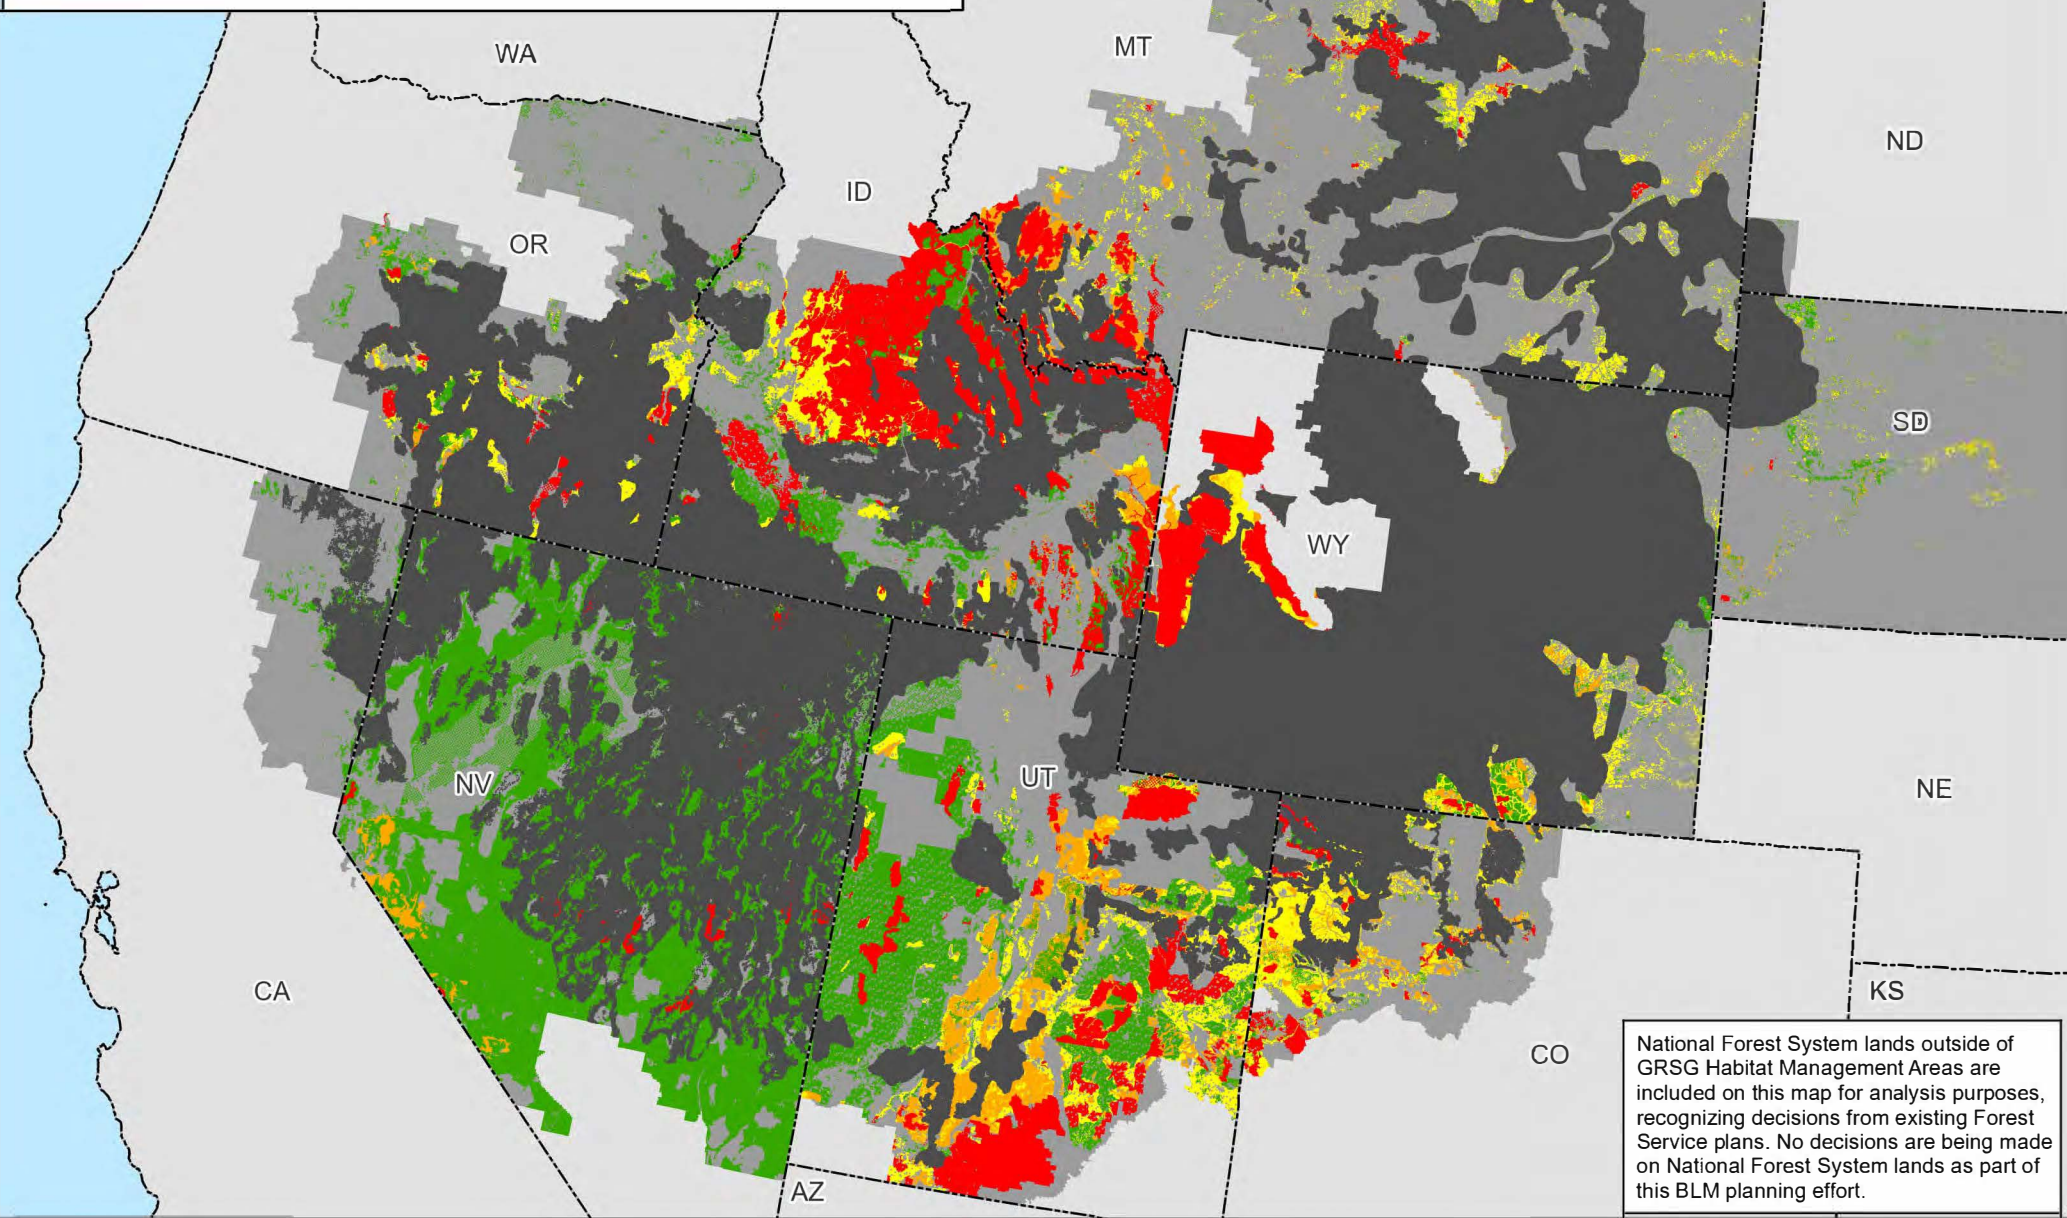 WA
MT
ND
ID
OR
SD
WY
NV
UT
NE
CA
KS
CO
AZ
National Forest System lands outside of
GRSG Habitat Management Areas are
included on this map for analysis purposes,
recognizing decisions from existing Forest
Service plans. No decisions are being made
on National Forest System lands as part of
this BLM planning effort.